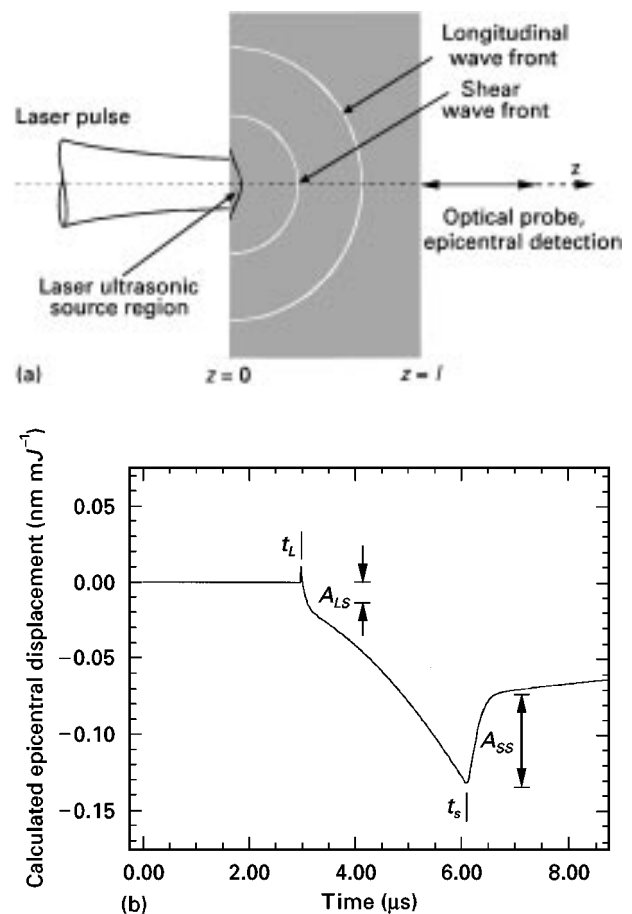 Longitudinal
wave front
Shear
wave front
Laser pulse
z
Optical probe,
epicentral detection
Laser ultrasonic
source region
(a)
z = 0
z = l
Calculated epicentral displacement (nm mJ⁻¹)
0.05
0.00
−0.05
−0.10
−0.15
t_L
A_LS
A_SS
t_s
0.00
2.00
4.00
6.00
8.00
(b)
Time (μs)